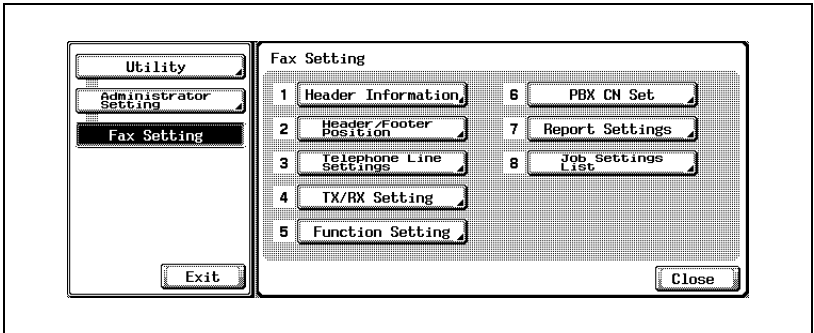 Utility
Administrator
Setting
Fax Setting
Exit
Fax Setting
1 Header Information
2 Header/Footer
Position
3 Telephone Line
Settings
4 TX/RX Setting
5 Function Setting
6 PBX CN Set
7 Report Settings
8 Job Settings
List
Close